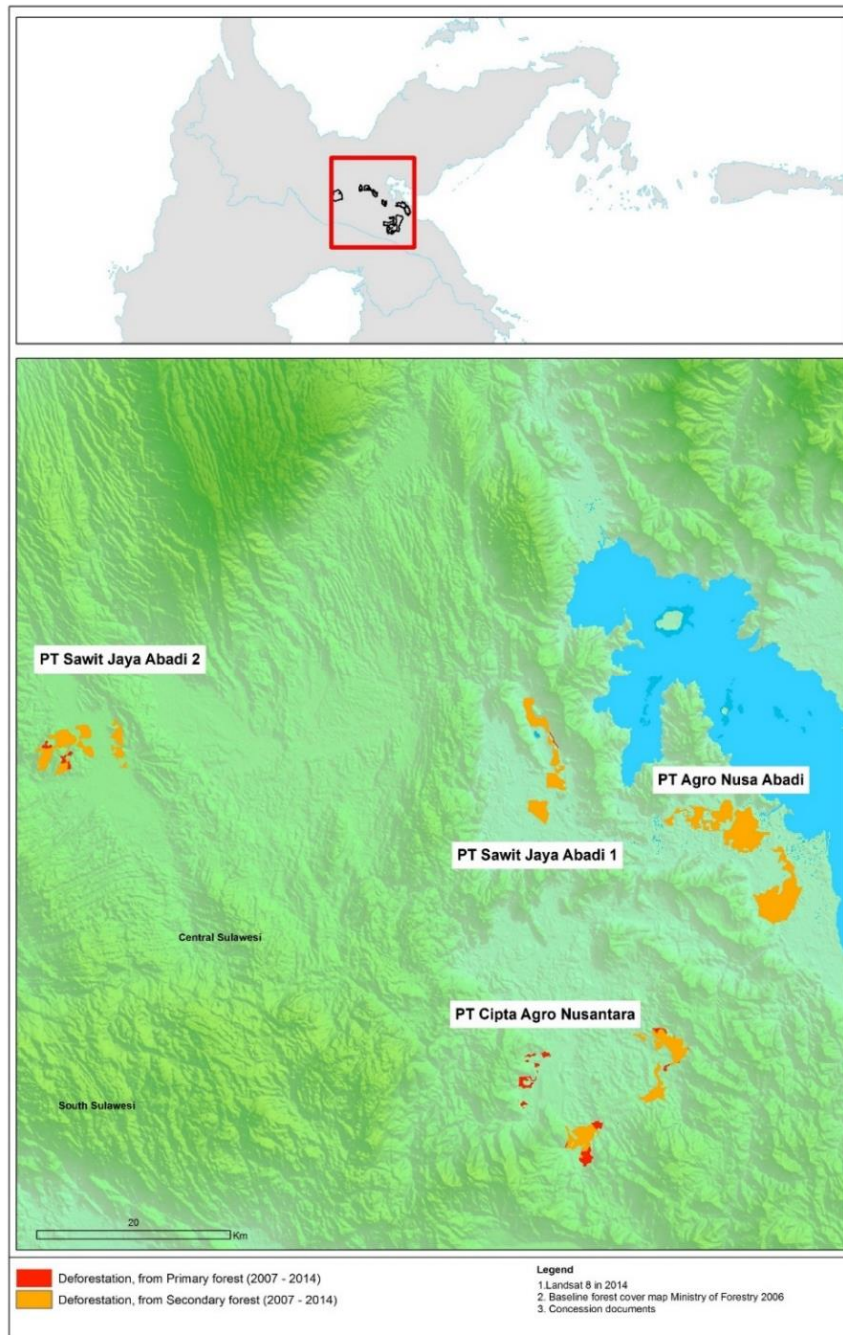 PT Sawit Jaya Abadi 2
PT Agro Nusa Abadi
PT Sawit Jaya Abadi 1
Central Sulawesi
PT Cipta Agro Nusantara
South Sulawesi
20
Km
Deforestation, from Primary forest (2007 - 2014)
Deforestation, from Secondary forest (2007 - 2014)
Legend
1.Landsat 8 in 2014
2. Baseline forest cover map Ministry of Forestry 2006
3. Concession documents